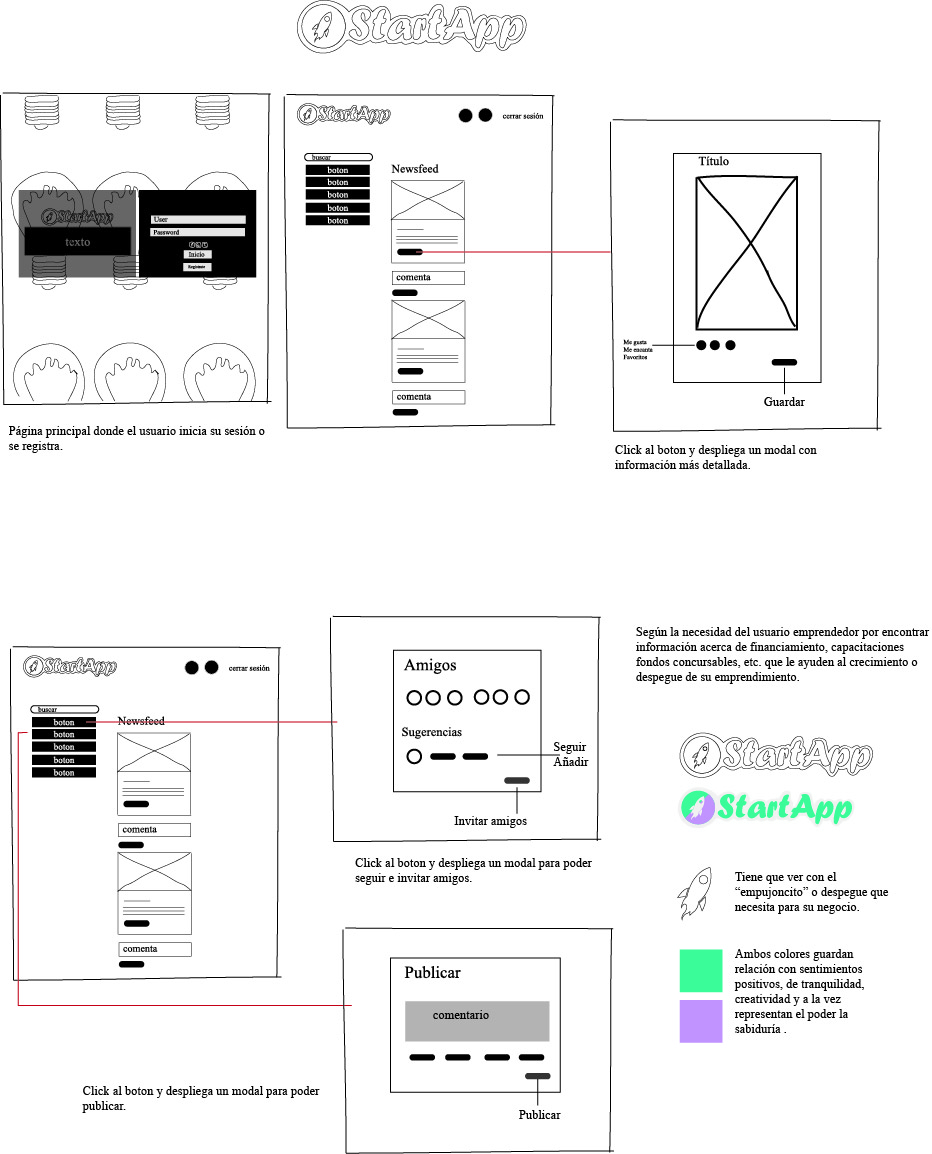 StartApp
StartApp
texto
User
Password
Inicio
Registrate
Página principal donde el usuario inicia su sesión o
se registra.
StartApp
cerrar sesión
buscar
boton
boton
boton
boton
boton
Newsfeed
comenta
comenta
Título
Me gusta
Me encanta
Favoritos
Guardar
Click al boton y despliega un modal con
información más detallada.
StartApp
cerrar sesión
buscar
boton
boton
boton
boton
boton
Newsfeed
comenta
comenta
Amigos
Sugerencias
Seguir
Añadir
Invitar amigos
Click al boton y despliega un modal para poder
seguir e invitar amigos.
Publicar
comentario
Publicar
Click al boton y despliega un modal para poder
publicar.
Según la necesidad del usuario emprendedor por encontrar
información acerca de financiamiento, capacitaciones
fondos concursables, etc. que le ayuden al crecimiento o
despegue de su emprendimiento.
StartApp
StartApp
Tiene que ver con el
“empujoncito” o despegue que
necesita para su negocio.
Ambos colores guardan
relación con sentimientos
positivos, de tranquilidad,
creatividad y a la vez
representan el poder la
sabiduría .